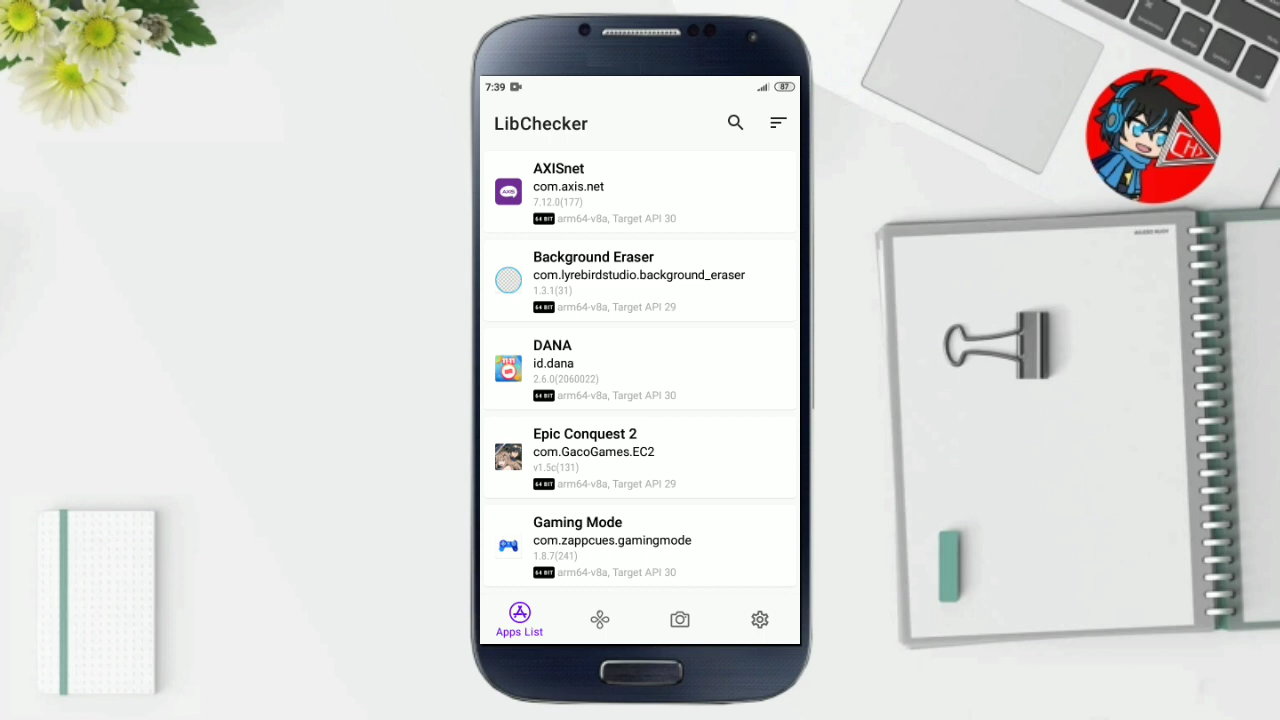 7:39
87
LibChecker
AXISnet
com.axis.net
7.12.0(177)
64 BIT arm64-v8a, Target API 30
Background Eraser
com.lyrebirdstudio.background_eraser
1.3.1(31)
64 BIT arm64-v8a, Target API 29
DANA
id.dana
2.6.0(2060022)
64 BIT arm64-v8a, Target API 30
Epic Conquest 2
com.GacoGames.EC2
v1.5c(131)
64 BIT arm64-v8a, Target API 29
Gaming Mode
com.zappcues.gamingmode
1.8.7(241)
64 BIT arm64-v8a, Target API 30
Apps List
AXIS
CH